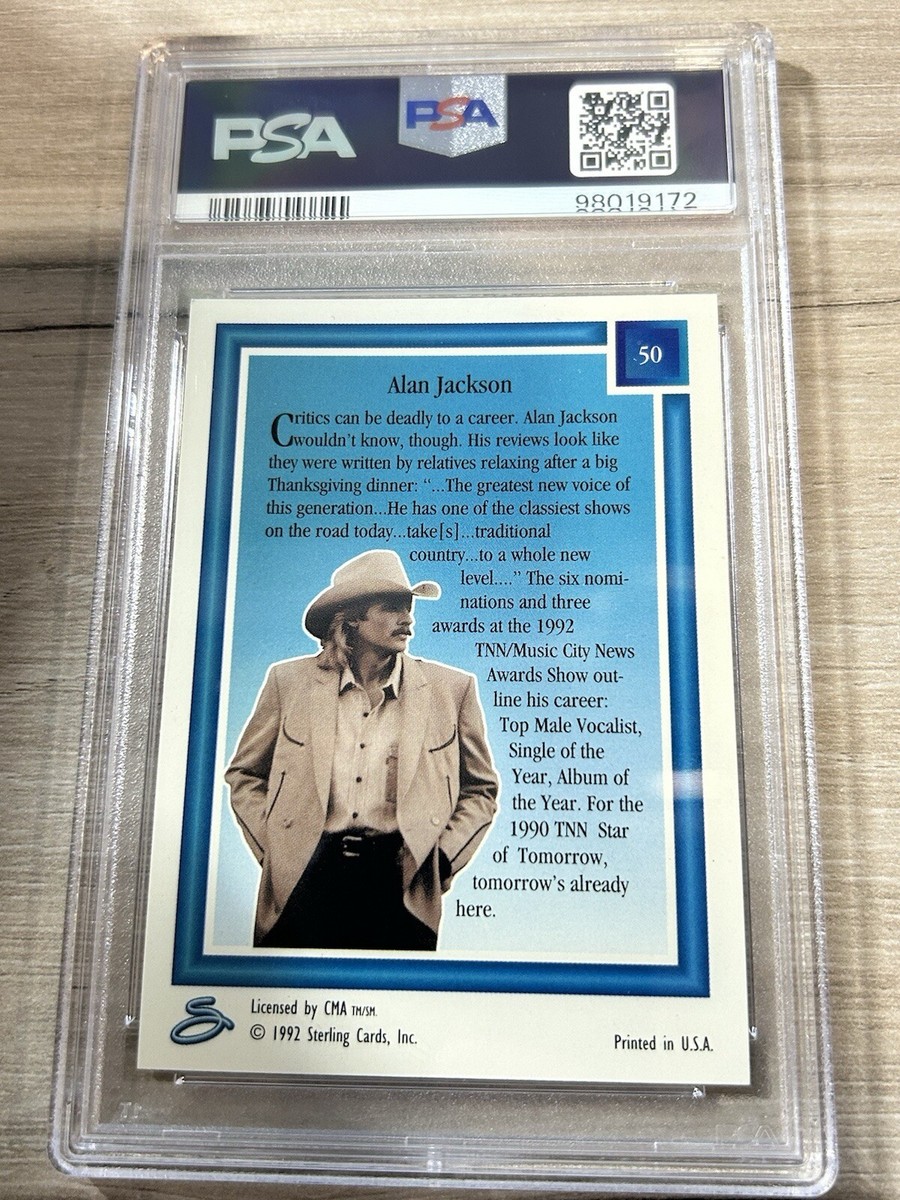 PSA
PSA
98019172
50
Alan Jackson
Critics can be deadly to a career. Alan Jackson
wouldn't know, though. His reviews look like
they were written by relatives relaxing after a big
Thanksgiving dinner: “...The greatest new voice of
this generation...He has one of the classiest shows
on the road today...take[s]...traditional
country...to a whole new
level....” The six nomi-
nations and three
awards at the 1992
TNN/Music City News
Awards Show out-
line his career:
Top Male Vocalist,
Single of the
Year, Album of
the Year. For the
1990 TNN Star
of Tomorrow,
tomorrow's already
here.
Licensed by CMA TM/SM.
© 1992 Sterling Cards, Inc.
Printed in U.S.A.